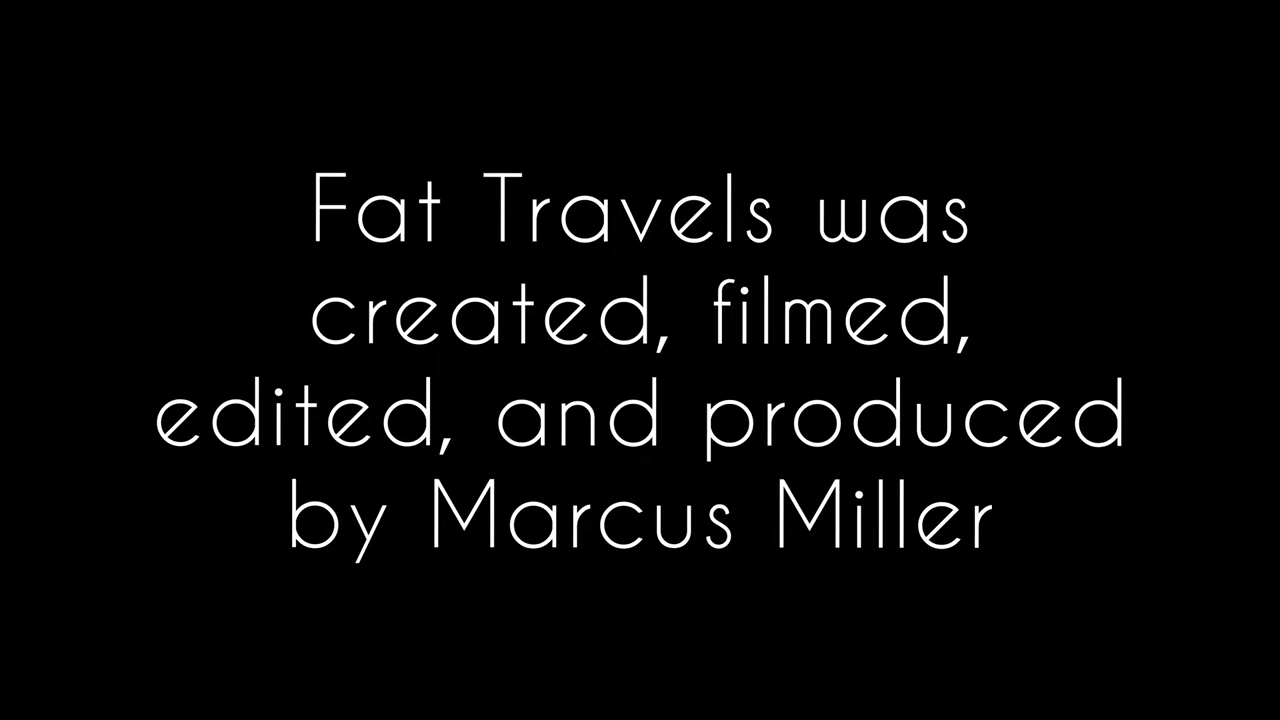 Fat Travels was
created, filmed,
edited, and produced
by Marcus Miller